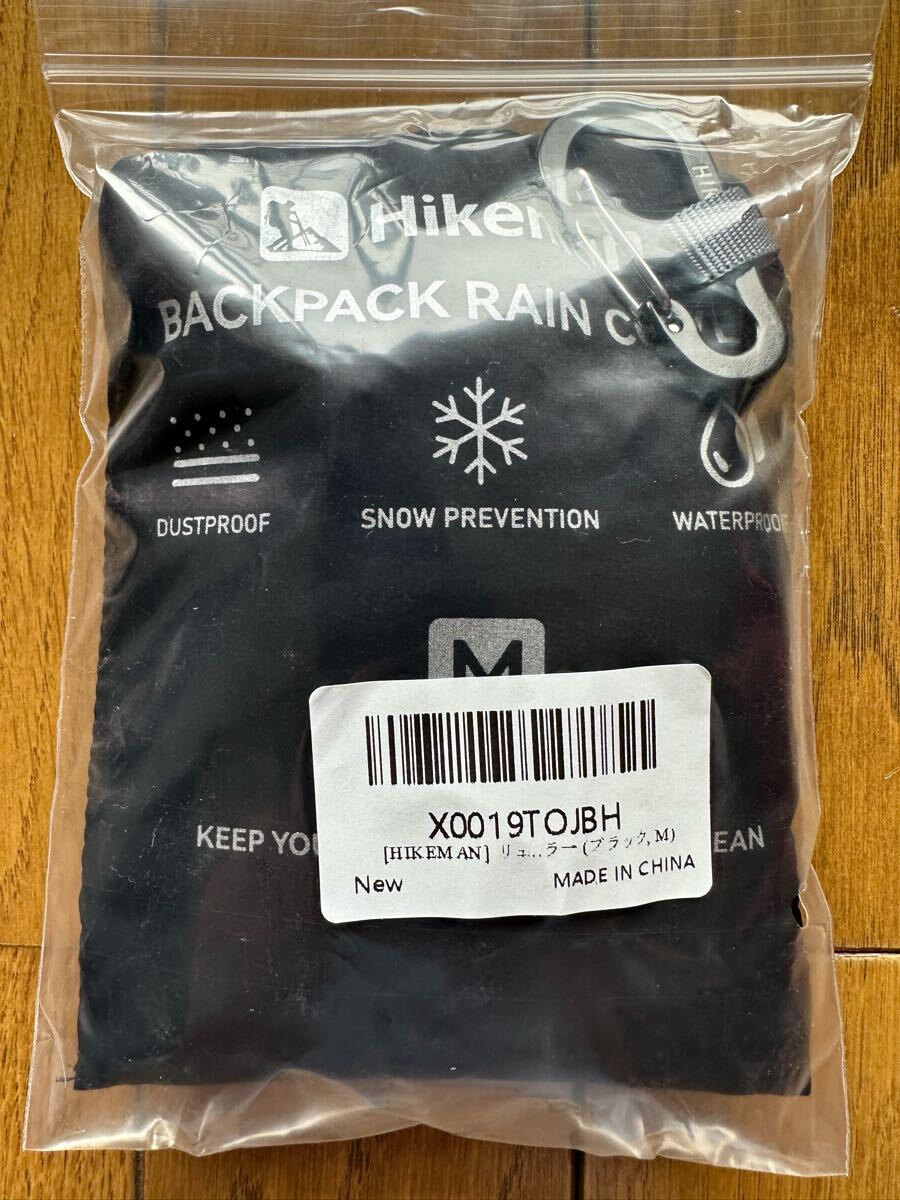 Hikeman
BACKPACK RAIN
DUSTPROOF
SNOW PREVENTION
WATERPROOF
M
X0019TOJBH
[HIKEMAN] リュ...ラー (ブラック, M)
KEEP YOU
EAN
New
MADE IN CHINA